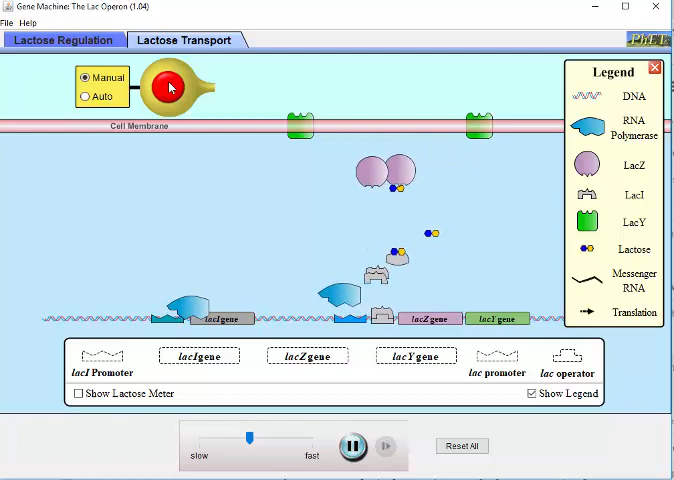 Gene Machine: The Lac Operon (1.04)
File Help
Lactose Regulation
Lactose Transport
PhET
Manual
Auto
Cell Membrane
Legend
DNA
RNA
Polymerase
LacZ
LacI
LacY
Lactose
Messenger
RNA
Translation
lacI gene
lacZ gene
lacY gene
lacI Promoter
lacI gene
lacZ gene
lacY gene
lac promoter
lac operator
Show Lactose Meter
Show Legend
slow
fast
Reset All